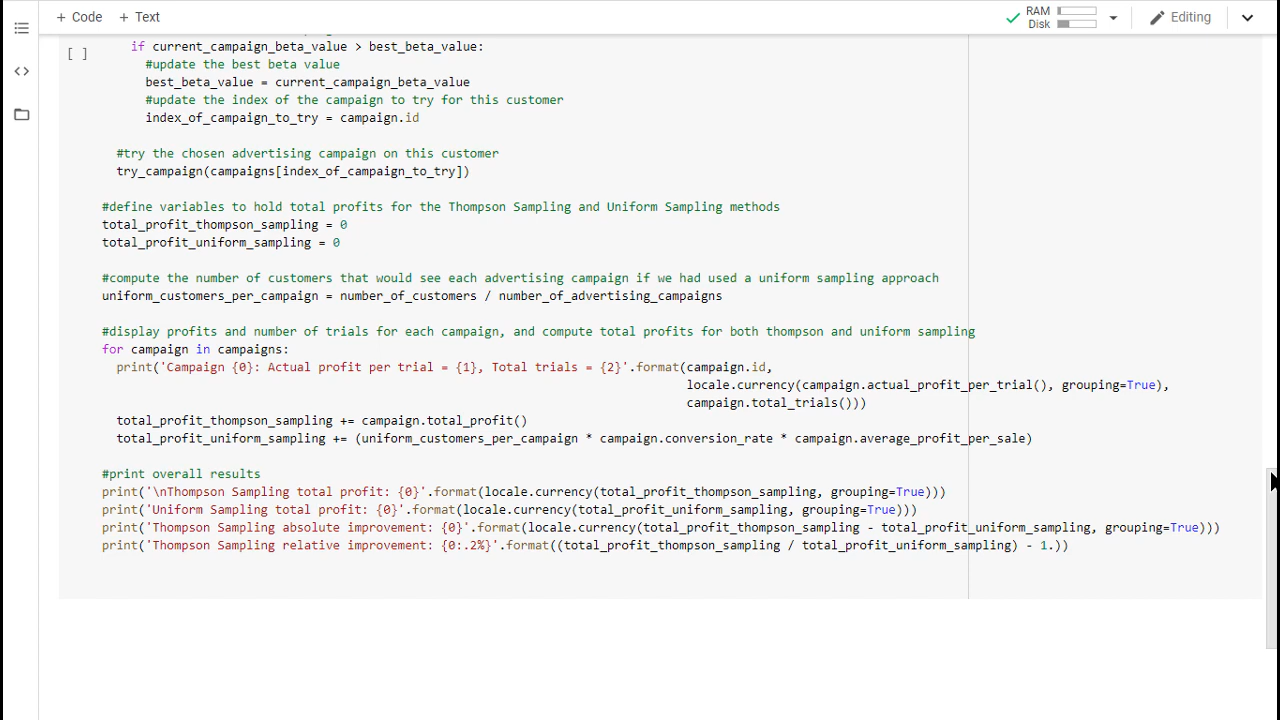 + Code + Text
RAM
Disk
Editing
[ ]
if current_campaign_beta_value > best_beta_value:
#update the best beta value
best_beta_value = current_campaign_beta_value
#update the index of the campaign to try for this customer
index_of_campaign_to_try = campaign.id
#try the chosen advertising campaign on this customer
try_campaign(campaigns[index_of_campaign_to_try])
#define variables to hold total profits for the Thompson Sampling and Uniform Sampling methods
total_profit_thompson_sampling = 0
total_profit_uniform_sampling = 0
#compute the number of customers that would see each advertising campaign if we had used a uniform sampling approach
uniform_customers_per_campaign = number_of_customers / number_of_advertising_campaigns
#display profits and number of trials for each campaign, and compute total profits for both thompson and uniform sampling
for campaign in campaigns:
print('Campaign {0}: Actual profit per trial = {1}, Total trials = {2}'.format(campaign.id,
locale.currency(campaign.actual_profit_per_trial(), grouping=True),
campaign.total_trials()))
total_profit_thompson_sampling += campaign.total_profit()
total_profit_uniform_sampling += (uniform_customers_per_campaign * campaign.conversion_rate * campaign.average_profit_per_sale)
#print overall results
print('\nThompson Sampling total profit: {0}'.format(locale.currency(total_profit_thompson_sampling, grouping=True)))
print('Uniform Sampling total profit: {0}'.format(locale.currency(total_profit_uniform_sampling, grouping=True)))
print('Thompson Sampling absolute improvement: {0}'.format(locale.currency(total_profit_thompson_sampling - total_profit_uniform_sampling, grouping=True)))
print('Thompson Sampling relative improvement: {0:.2%}'.format((total_profit_thompson_sampling / total_profit_uniform_sampling) - 1.))